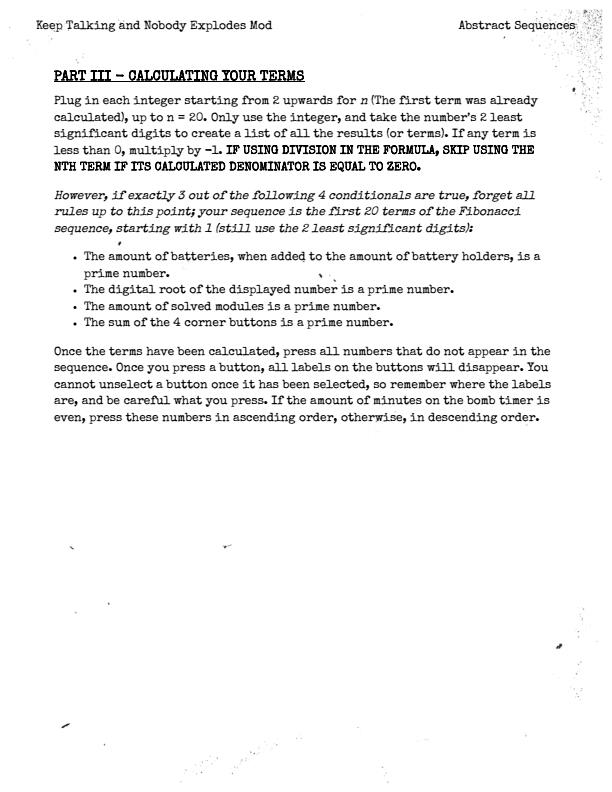 Keep Talking and Nobody Explodes Mod
Abstract Sequences
PART III – CALCULATING YOUR TERMS
Plug in each integer starting from 2 upwards for n (The first term was already
calculated), up to n = 20. Only use the integer, and take the number's 2 least
significant digits to create a list of all the results (or terms). If any term is
less than 0, multiply by -1. IF USING DIVISION IN THE FORMULA, SKIP USING THE
NTH TERM IF ITS CALCULATED DENOMINATOR IS EQUAL TO ZERO.
However, if exactly 3 out of the following 4 conditionals are true, forget all
rules up to this point; your sequence is the first 20 terms of the Fibonacci
sequence, starting with 1 (still use the 2 least significant digits):
• The amount of batteries, when added to the amount of battery holders, is a
prime number.
• The digital root of the displayed number is a prime number.
• The amount of solved modules is a prime number.
• The sum of the 4 corner buttons is a prime number.
Once the terms have been calculated, press all numbers that do not appear in the
sequence. Once you press a button, all labels on the buttons will disappear. You
cannot unselect a button once it has been selected, so remember where the labels
are, and be careful what you press. If the amount of minutes on the bomb timer is
even, press these numbers in ascending order, otherwise, in descending order.